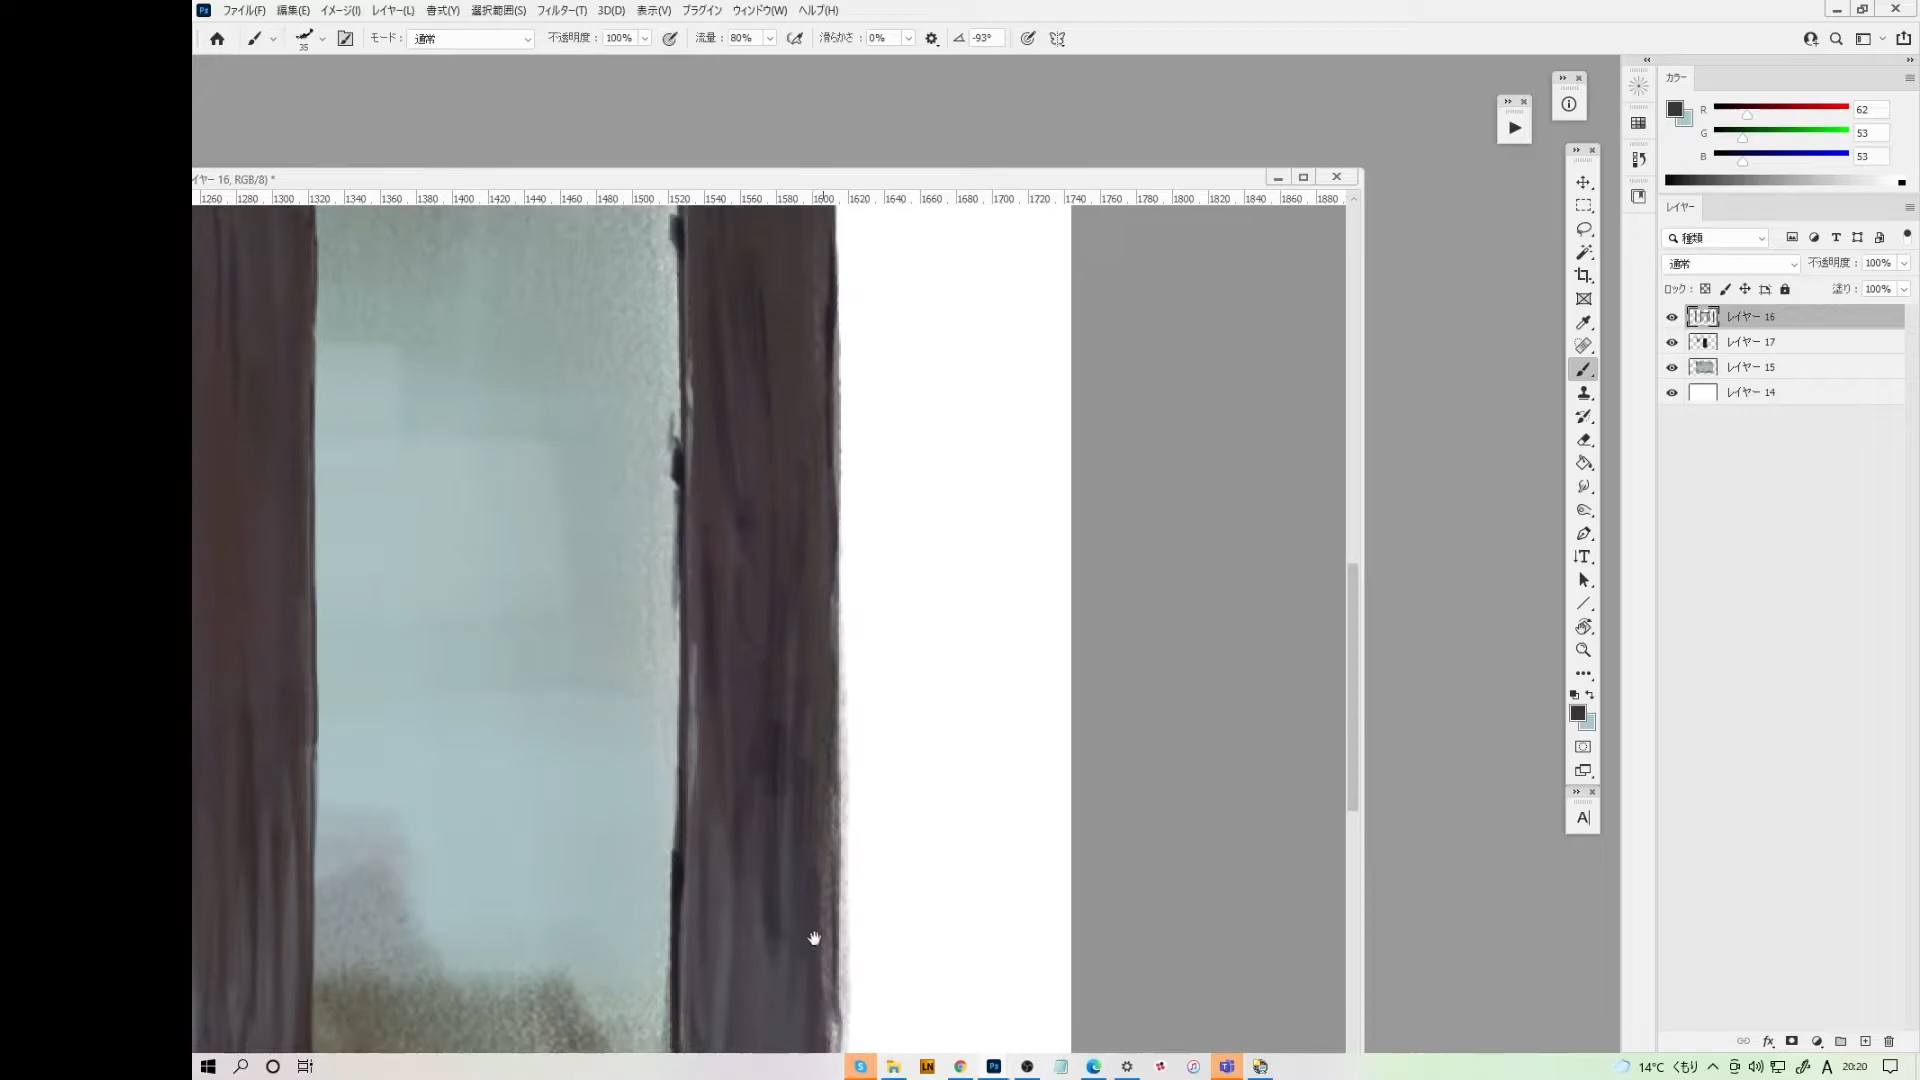 Ps ファイル(F) 編集(E) イメージ(I) レイヤー(L) 書式(Y) 選択範囲(S) フィルター(T) 3D(D) 表示(V) プラグイン ウィンドウ(W) ヘルプ(H)
35 モード: 通常 不透明度: 100% 流量: 80% 滑らかさ: 0% -93°
カラー
R 62
G 53
B 53
イヤー 16, RGB/8) *
1260 1280 1300 1320 1340 1360 1380 1400 1420 1440 1460 1480 1500 1520 1540 1560 1580 1600 1620 1640 1660 1680 1700 1720 1740 1760 1780 1800 1820 1840 1860 1880
レイヤー
種類
通常 不透明度: 100%
ロック: 塗り: 100%
レイヤー 16
レイヤー 17
レイヤー 15
レイヤー 14
fx
14°C くもり A 20:20